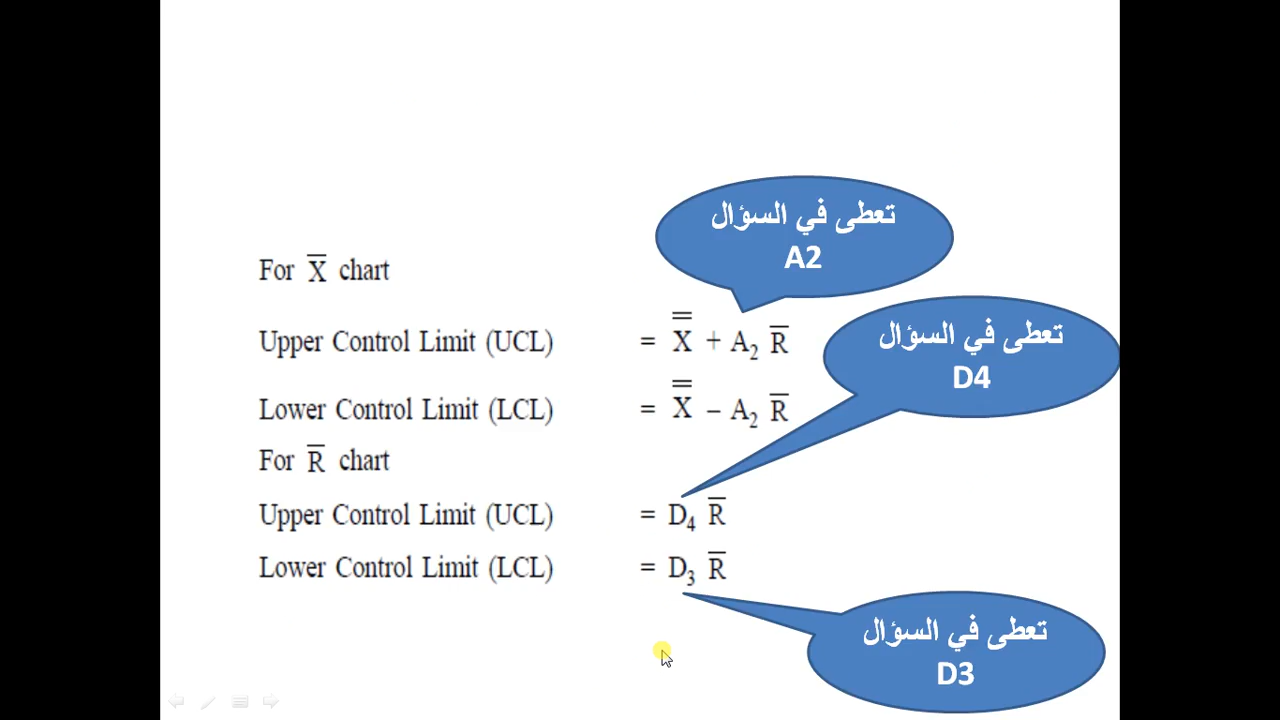 تعطى في السؤال
A2
For X̅ chart
Upper Control Limit (UCL) = X̿ + A₂ R̅
تعطى في السؤال
D4
Lower Control Limit (LCL) = X̿ – A₂ R̅
For R̅ chart
Upper Control Limit (UCL) = D₄ R̅
Lower Control Limit (LCL) = D₃ R̅
تعطى في السؤال
D3